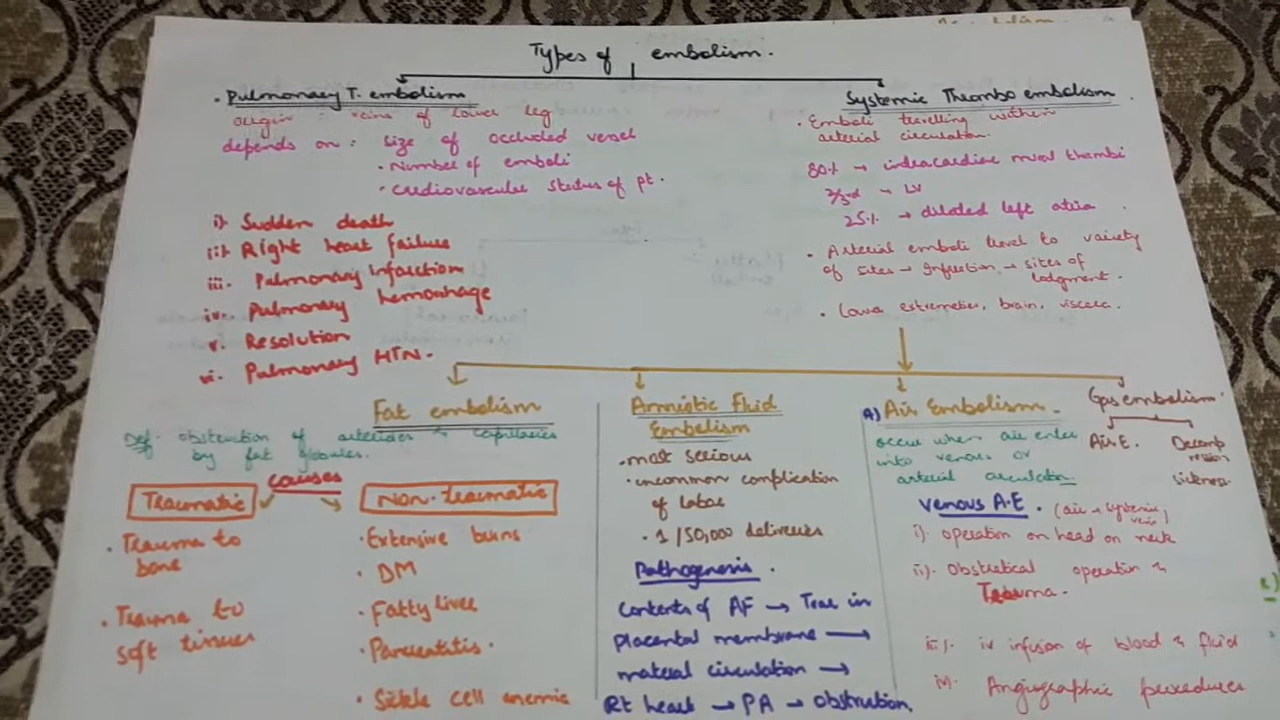 Types of embolism.
Pulmonary T. embolism
origin : veins of lower leg
depends on : size of occluded vessel
• Number of emboli
• cardiovascular status of pt.
i) Sudden death
ii) Right heart failure
iii. Pulmonary infarction
iv. Pulmonary hemorrhage
v. Resolution
vi. Pulmonary HTN.
Systemic Thrombo embolism
• Emboli travelling within
arterial circulation.
80% → intracardiac mural thrombi
2/3rd → LV
25% → dilated left atria
• Arterial emboli travel to variety
of sites → Infarction → sites of
lodgment.
• Lower extremeties, brain, viscera.
Fat embolism
Def. obstruction of arterioles & capillaries
by fat globules.
causes
Traumatic
• Trauma to
bone
• Trauma to
soft tissues
Non-traumatic
• Extensive burns
• DM
• Fatty liver
• Pancreatitis.
• Sickle cell anemia
Amniotic Fluid
Embolism
• most serious
• uncommon complication
of labor
• 1/50,000 deliveries
Pathogenesis.
Contents of AF → Tear in
placental membrane →
maternal circulation →
Rt heart → PA → obstruction
A) Air Embolism.
occur when air enter
into venous or
arterial circulation
Venous A.E. (air → systemic
vein)
i). operation on head on neck
ii). Obstretical operation &
Trauma.
iii). iv infusion of blood & fluid
iv). Angiographic procedures
Gas embolism
Air E.
Decomp
ression
sickness.